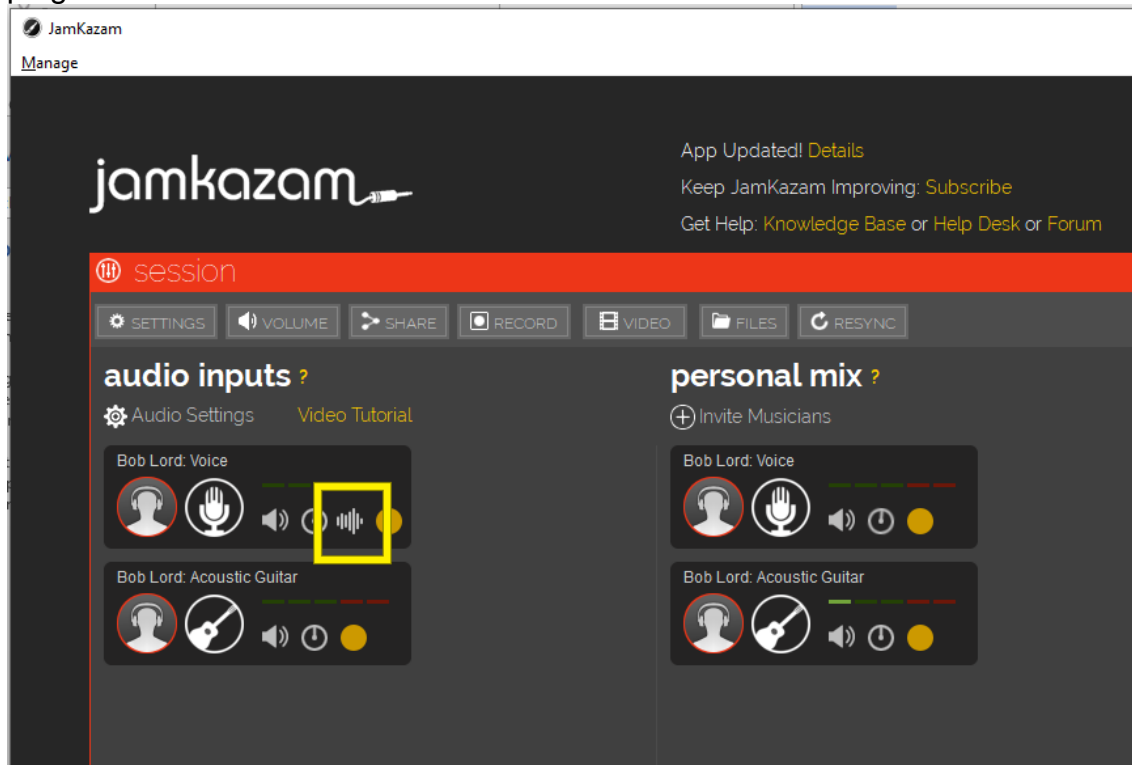 JamKazam
Manage
jamkazam
App Updated! Details
Keep JamKazam Improving: Subscribe
Get Help: Knowledge Base or Help Desk or Forum
session
SETTINGS VOLUME SHARE RECORD VIDEO FILES RESYNC
audio inputs ?
Audio Settings Video Tutorial
Bob Lord: Voice
Bob Lord: Acoustic Guitar
personal mix ?
Invite Musicians
Bob Lord: Voice
Bob Lord: Acoustic Guitar